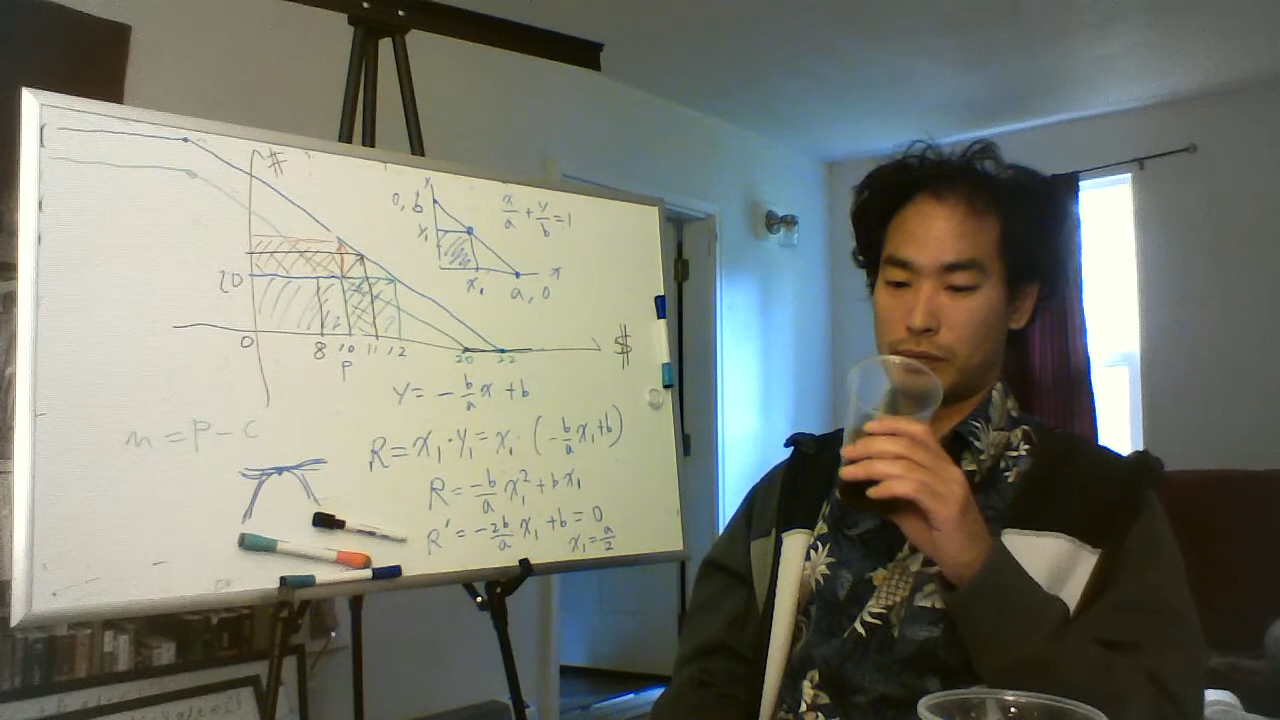 $
0, b
y
y₁
x/a + y/b = 1
x
x₁
a, 0
20
0
8 10 11 12
20 22
$
P
y = - b/a x + b
m = P - C
R = x₁ · y₁ = x₁ · (- b/a x₁ + b)
R = -b/a x₁² + b x₁
R' = -2b/a x₁ + b = 0
x₁ = a/2